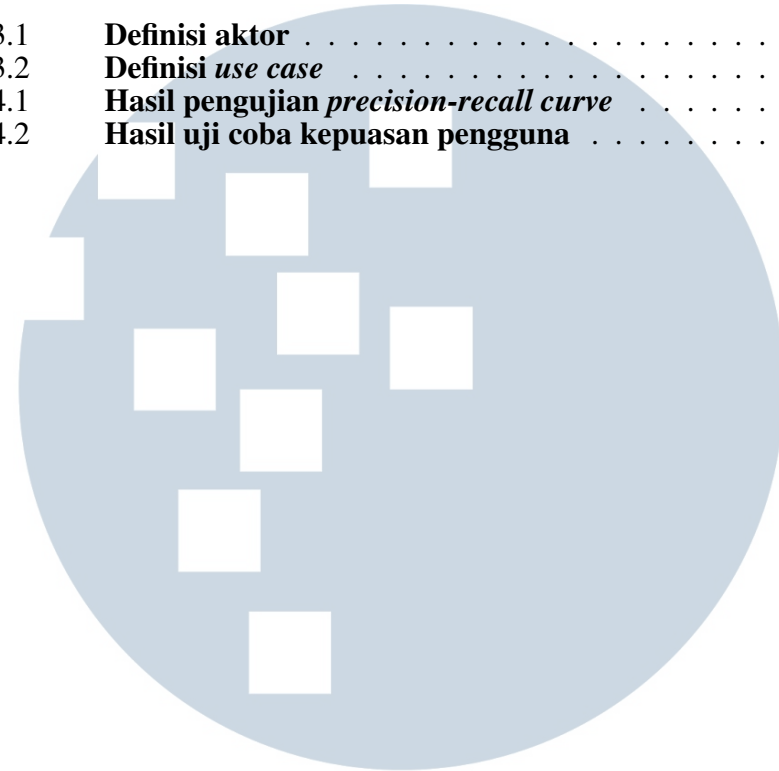 3.1 Definisi aktor . . . . . . . . . . . . . . . . . . . .
3.2 Definisi use case . . . . . . . . . . . . . . . . . .
4.1 Hasil pengujian precision-recall curve . . . . . .
4.2 Hasil uji coba kepuasan pengguna . . . . . . . .